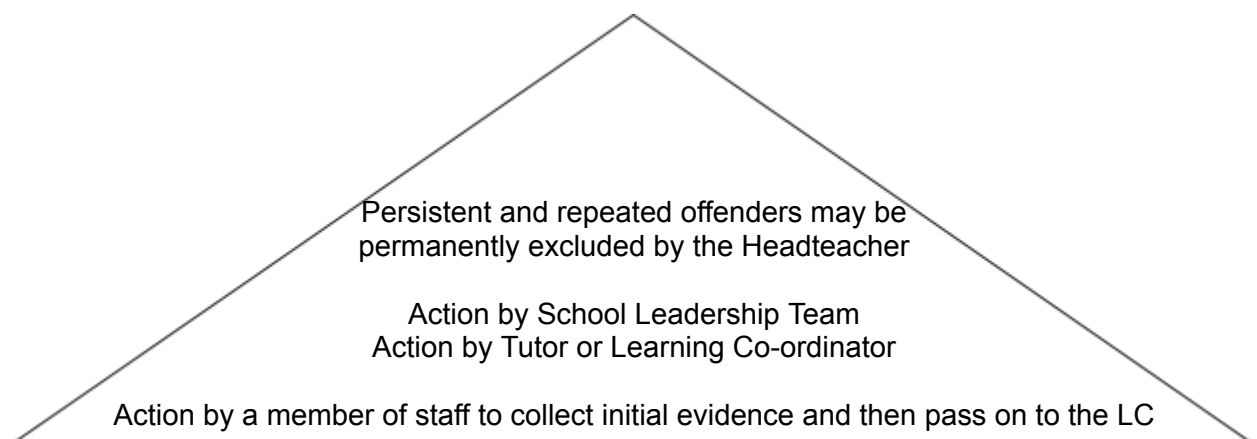 Persistent and repeated offenders may be
permanently excluded by the Headteacher
Action by School Leadership Team
Action by Tutor or Learning Co-ordinator
Action by a member of staff to collect initial evidence and then pass on to the LC